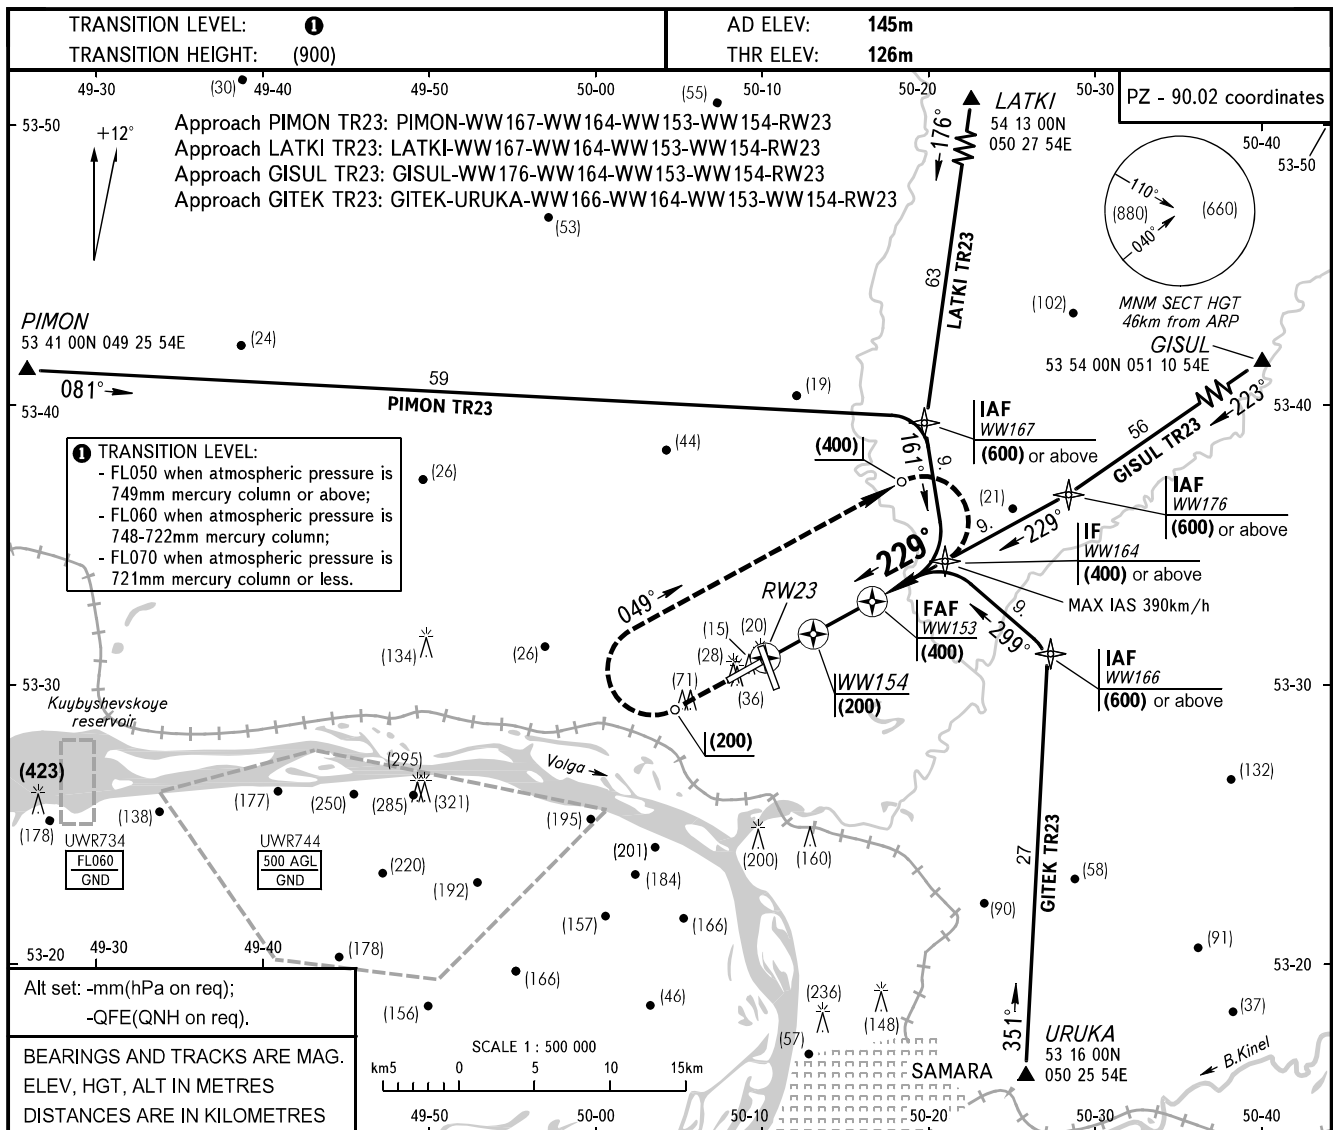 TRANSITION LEVEL: ❶
TRANSITION HEIGHT: (900)
AD ELEV: 145m
THR ELEV: 126m
49-30
(30)
49-40
49-50
50-00
(55)
50-10
50-20
50-30
PZ - 90.02 coordinates
50-40
53-50
53-50
+12°
Approach PIMON TR23: PIMON-WW167-WW164-WW153-WW154-RW23
Approach LATKI TR23: LATKI-WW167-WW164-WW153-WW154-RW23
Approach GISUL TR23: GISUL-WW176-WW164-WW153-WW154-RW23
Approach GITEK TR23: GITEK-URUKA-WW166-WW164-WW153-WW154-RW23
(53)
LATKI
54 13 00N
050 27 54E
176°
63
LATKI TR23
110°
(880)
(660)
040°
MNM SECT HGT
46km from ARP
(102)
GISUL
53 54 00N 051 10 54E
223°
56
GISUL TR23
PIMON
53 41 00N 049 25 54E
081°
(24)
59
PIMON TR23
(19)
53-40
53-40
IAF
WW167
(600) or above
(400)
161°
9.
(44)
(26)
(21)
❶ TRANSITION LEVEL:
- FL050 when atmospheric pressure is
749mm mercury column or above;
- FL060 when atmospheric pressure is
748-722mm mercury column;
- FL070 when atmospheric pressure is
721mm mercury column or less.
IAF
WW176
(600) or above
9.
229°
IF
WW164
(400) or above
MAX IAS 390km/h
229°
049°
RW23
FAF
WW153
(400)
9.
299°
IAF
WW166
(600) or above
WW154
(200)
(15)
(20)
(28)
(36)
(71)
(200)
(134)
(26)
53-30
53-30
Kuybyshevskoye
reservoir
(423)
(178)
(138)
UWR734
FL060
GND
UWR744
500 AGL
GND
(177)
(250)
(285)
(295)
(321)
Volga
(195)
(201)
(184)
(200)
(160)
(220)
(192)
(157)
(166)
(132)
(58)
(90)
(91)
(37)
27
GITEK TR23
351°
53-20
49-30
49-40
(178)
(166)
(156)
(46)
(57)
(236)
(148)
53-20
URUKA
53 16 00N
050 25 54E
SAMARA
B.Kinel
Alt set: -mm(hPa on req);
-QFE(QNH on req).
BEARINGS AND TRACKS ARE MAG.
ELEV, HGT, ALT IN METRES
DISTANCES ARE IN KILOMETRES
SCALE 1 : 500 000
km5 0 5 10 15km
49-50
50-00
50-10
50-20
50-30
50-40